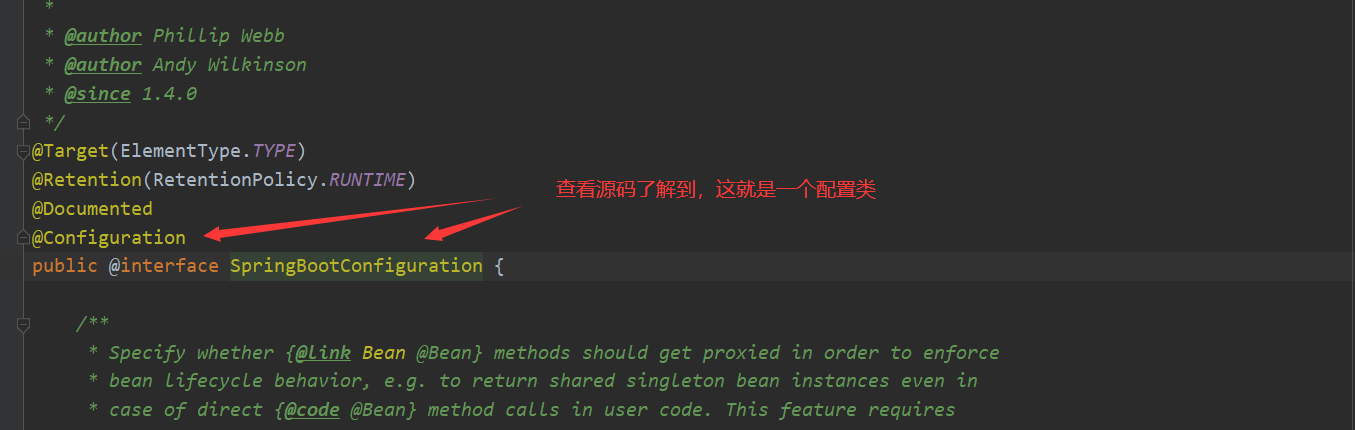 *
* @author Phillip Webb
* @author Andy Wilkinson
* @since 1.4.0
*/
@Target(ElementType.TYPE)
@Retention(RetentionPolicy.RUNTIME)
查看源码了解到，这就是一个配置类
@Documented
@Configuration
public @interface SpringBootConfiguration {
/**
* Specify whether {@link Bean @Bean} methods should get proxied in order to enforce
* bean lifecycle behavior, e.g. to return shared singleton bean instances even in
* case of direct {@code @Bean} method calls in user code. This feature requires